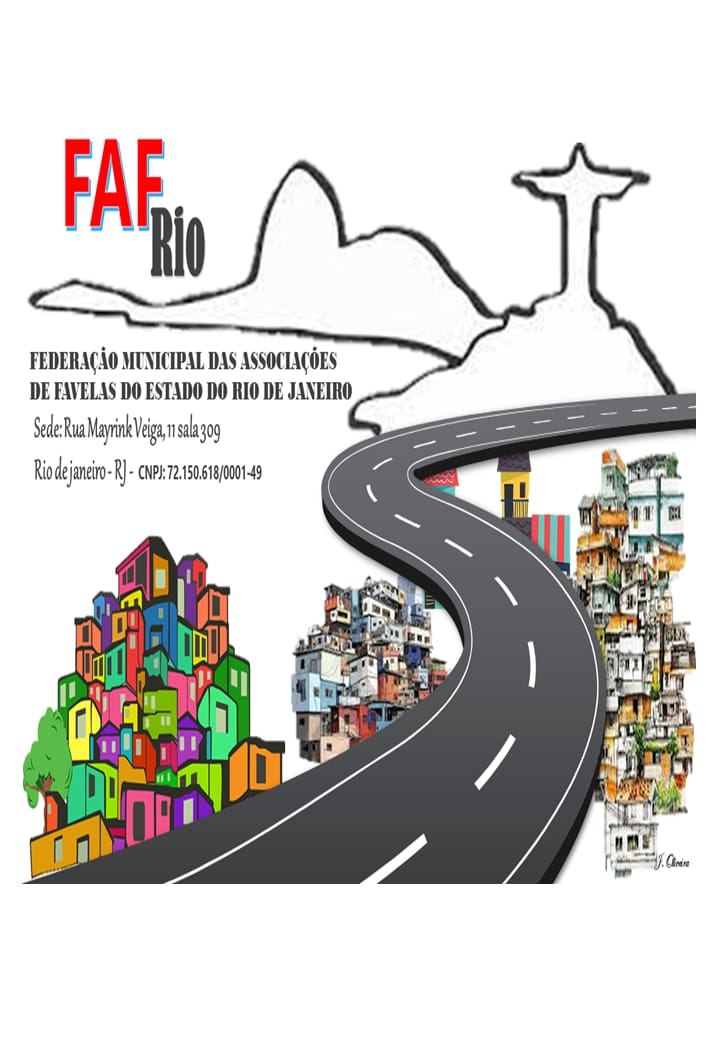 FAF
Rio
FEDERAÇÃO MUNICIPAL DAS ASSOCIAÇÕES
DE FAVELAS DO ESTADO DO RIO DE JANEIRO
Sede: Rua Mayrink Veiga, 11 sala 309
Rio de janeiro - RJ - CNPJ: 72.150.618/0001-49
J. Oliveira